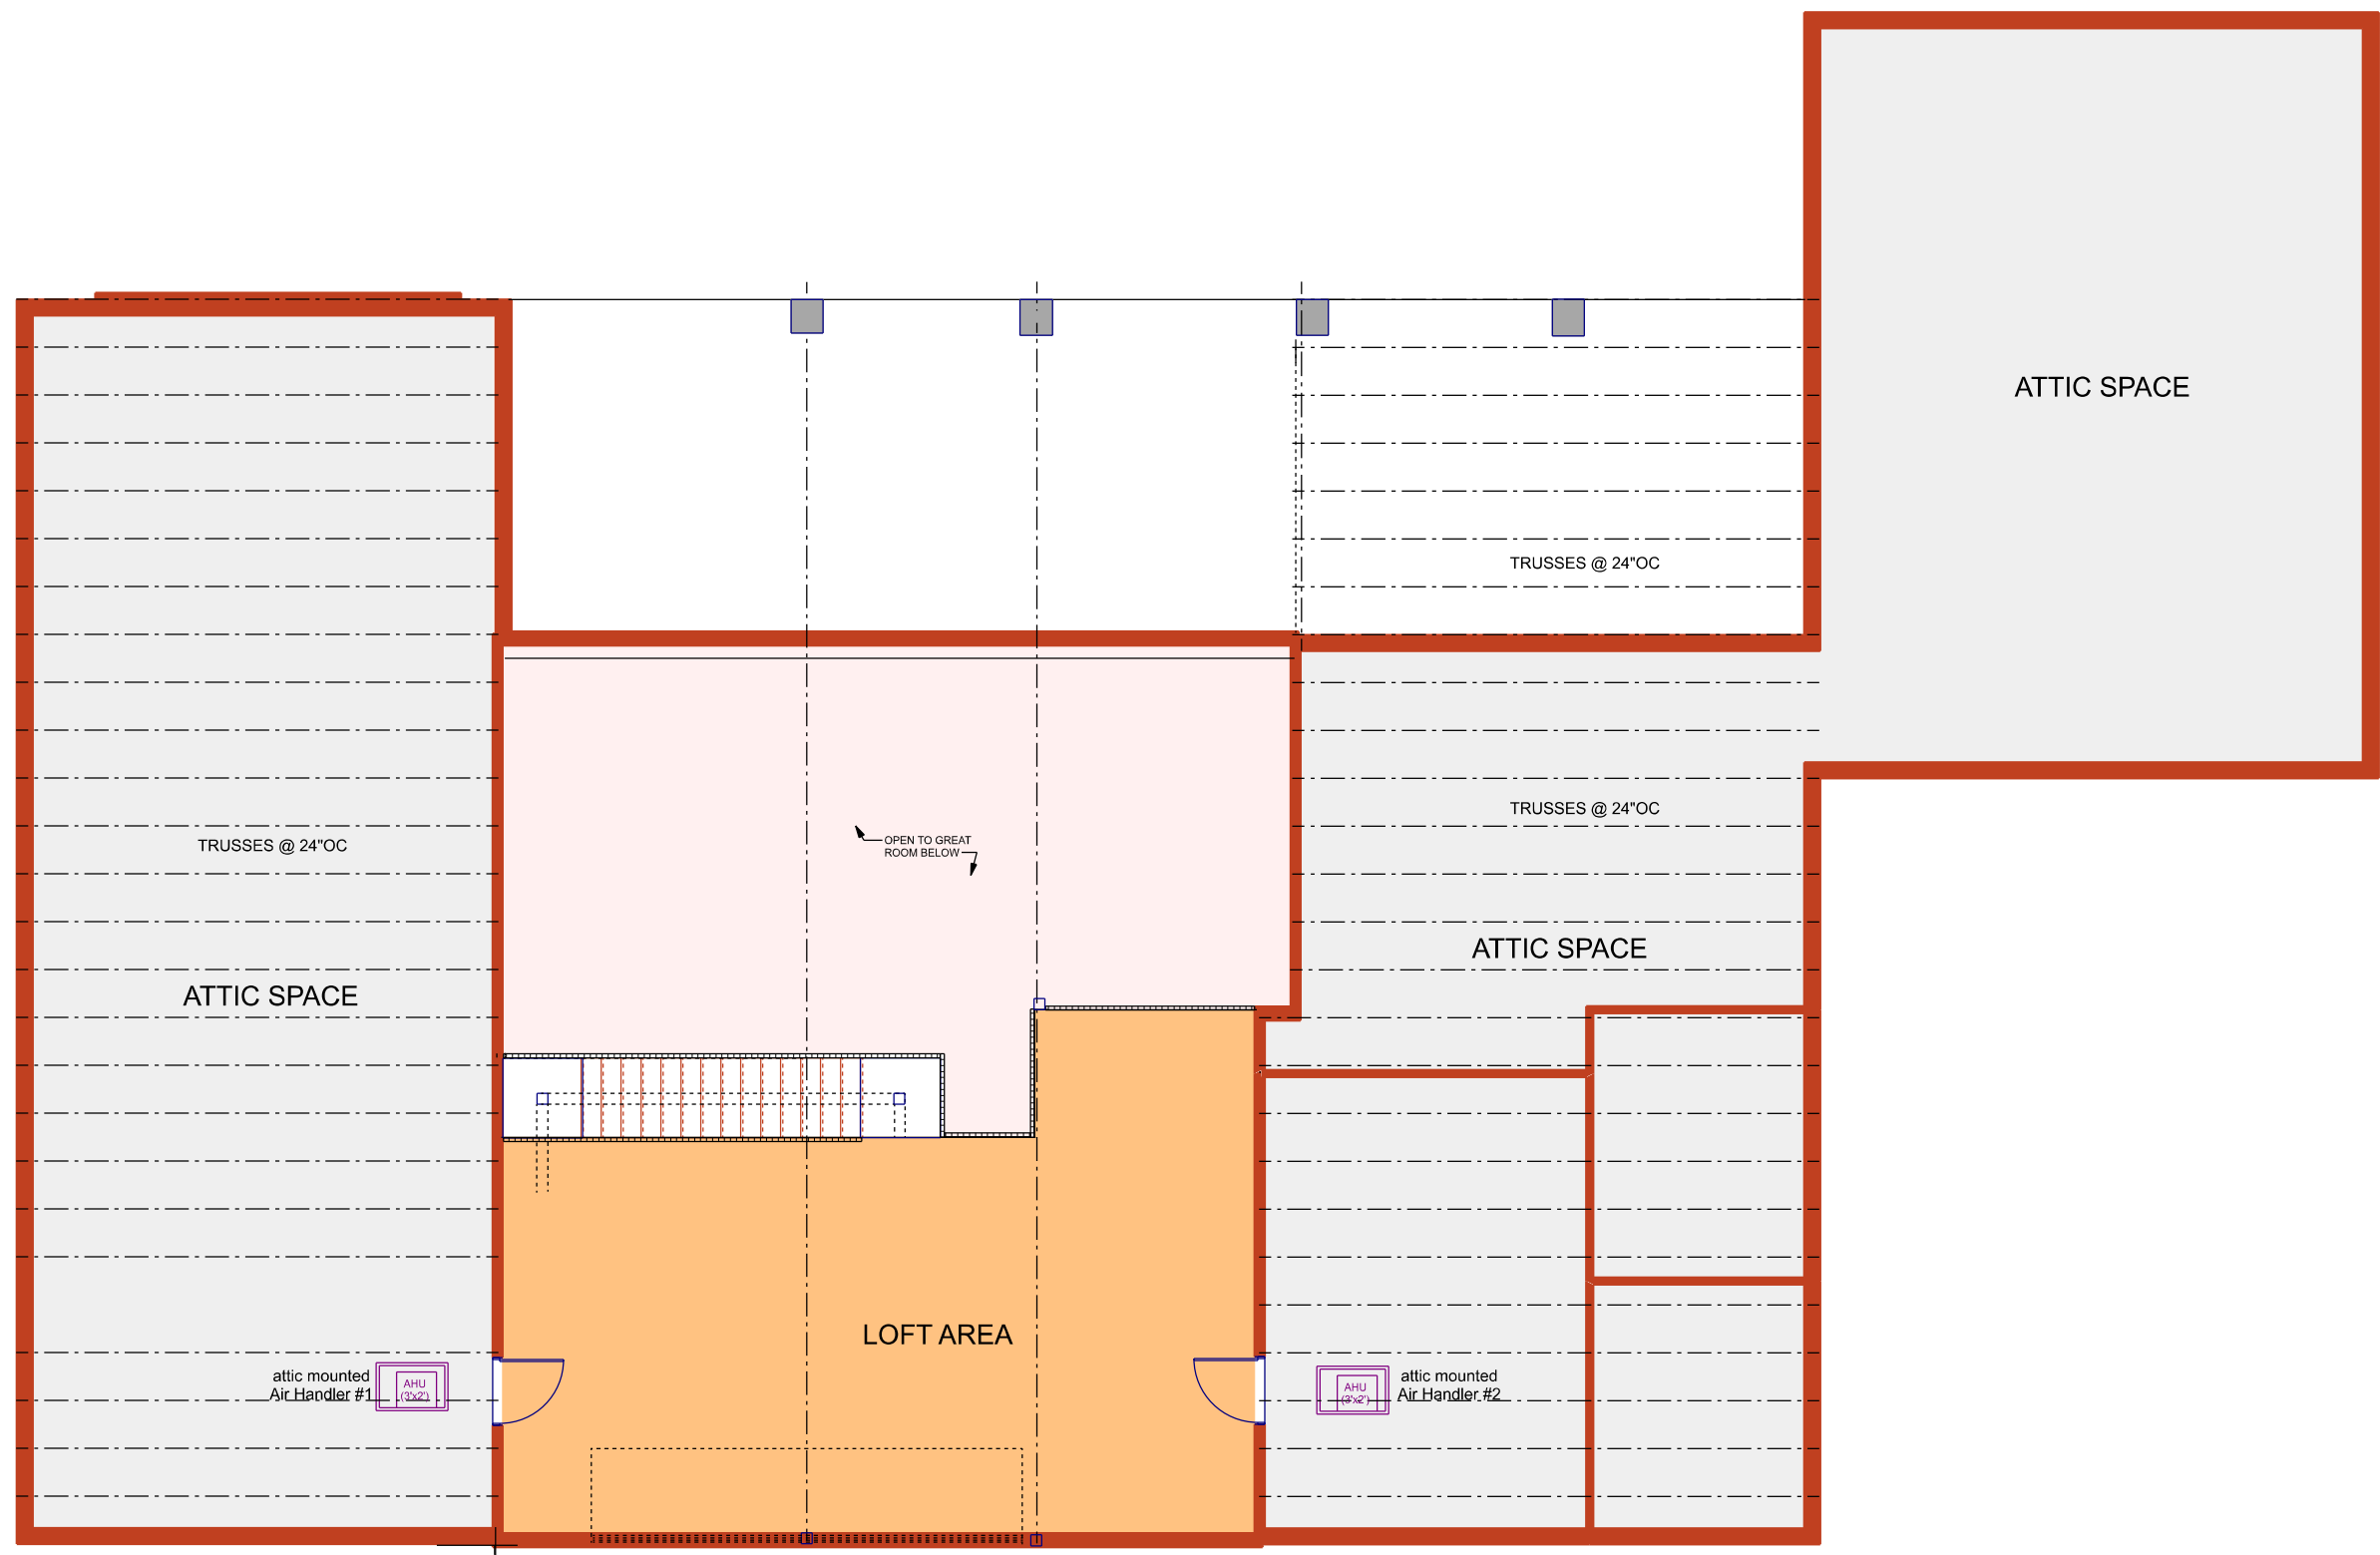 ATTIC SPACE
TRUSSES @ 24"OC
TRUSSES @ 24"OC
OPEN TO GREAT
ROOM BELOW
TRUSSES @ 24"OC
ATTIC SPACE
ATTIC SPACE
LOFT AREA
attic mounted
Air Handler #1
AHU
(3'x2')
AHU
(3'x2')
attic mounted
Air Handler #2